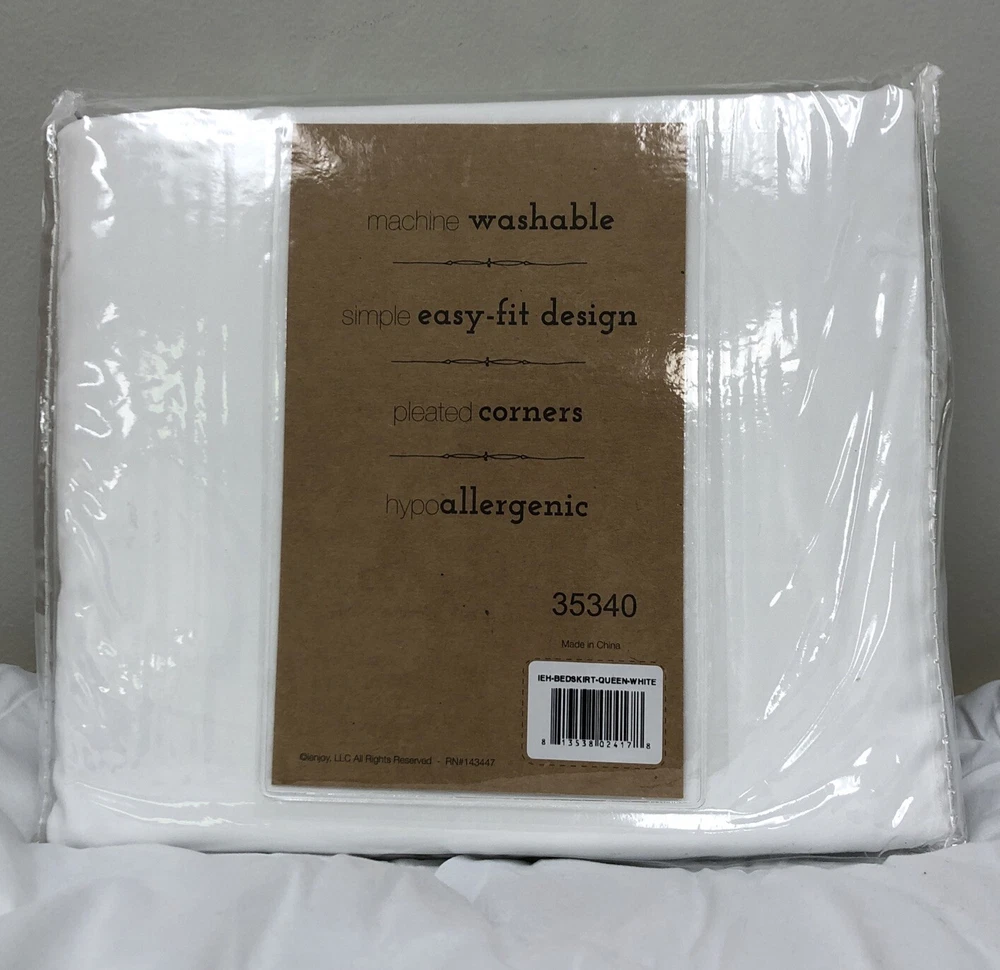 machine washable
simple easy-fit design
pleated corners
hypoallergenic
35340
Made in China
IEH-BEDSKIRT-QUEEN-WHITE
8 13538 02417 8
©ienjoy, LLC All Rights Reserved - RN#143447